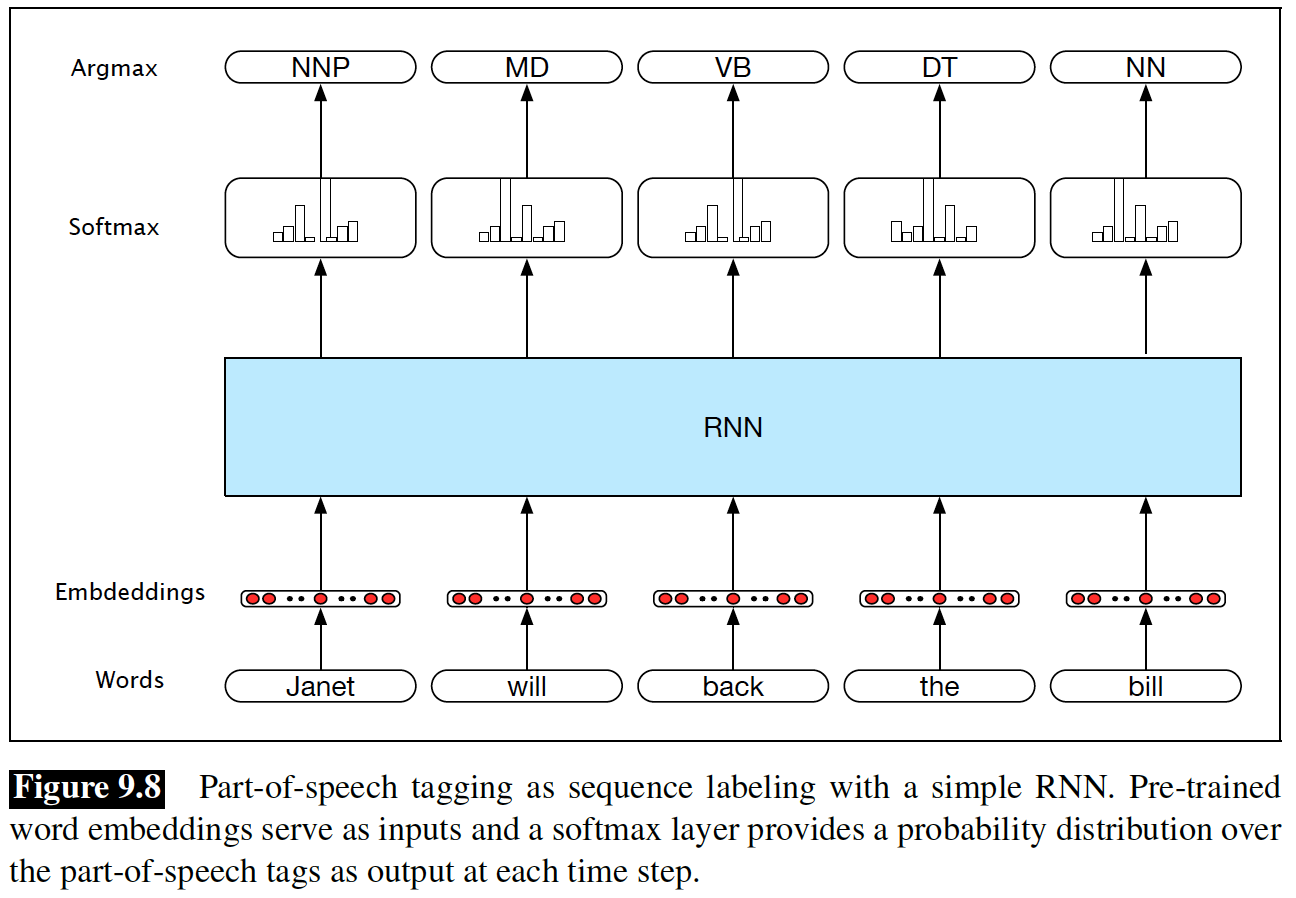 Argmax NNP MD VB DT NN
Softmax
RNN
Embdeddings
Words Janet will back the bill
Figure 9.8 Part-of-speech tagging as sequence labeling with a simple RNN. Pre-trained
word embeddings serve as inputs and a softmax layer provides a probability distribution over
the part-of-speech tags as output at each time step.